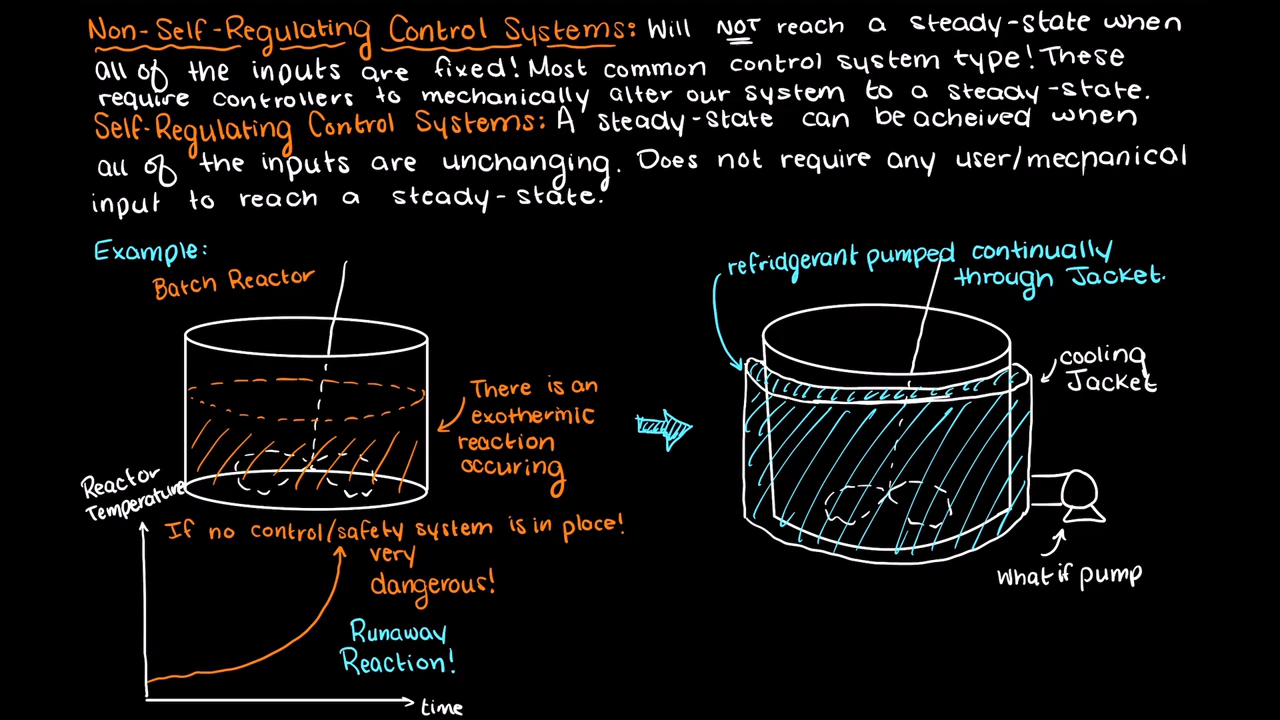 Non-Self-Regulating Control Systems: Will NOT reach a steady-state when
all of the inputs are fixed! Most common control system type! These
require controllers to mechanically alter our system to a steady-state.
Self-Regulating Control Systems: A steady-state can be acheived when
all of the inputs are unchanging. Does not require any user/mechanical
input to reach a steady-state.
Example:
Batch Reactor
There is an
exothermic
reaction
occuring
Reactor
Temperature
If no control/safety system is in place!
very
dangerous!
Runaway
Reaction!
time
refridgerant pumped continually
through Jacket.
cooling
Jacket
what if pump